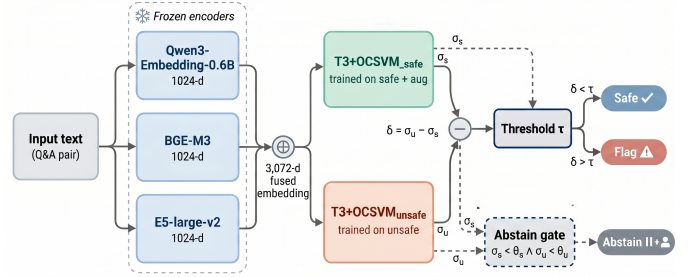 Frozen encoders
Qwen3-
Embedding-0.6B
1024-d
BGE-M3
1024-d
E5-large-v2
1024-d
Input text
(Q&A pair)
⊕
3,072-d
fused
embedding
T3+OCSVM_safe
trained on safe + aug
T3+OCSVMunsafe
trained on unsafe
σs
σs
δ = σu − σs
−
σu
σs
σu
Threshold τ
δ < τ
Safe ✓
Flag
δ > τ
Abstain gate
σs < θs ∧ σu < θu
Abstain II+